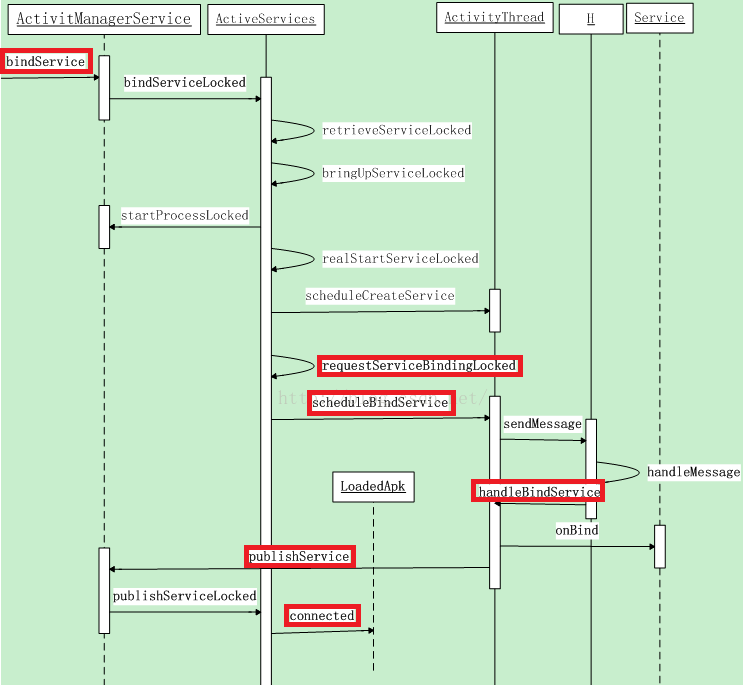 ActivitManagerService
ActiveServices
ActivityThread
H
Service
bindService
bindServiceLocked
retrieveServiceLocked
bringUpServiceLocked
startProcessLocked
realStartServiceLocked
scheduleCreateService
requestServiceBindingLocked
scheduleBindService
sendMessage
handleMessage
LoadedApk
handleBindService
onBind
publishService
publishServiceLocked
connected